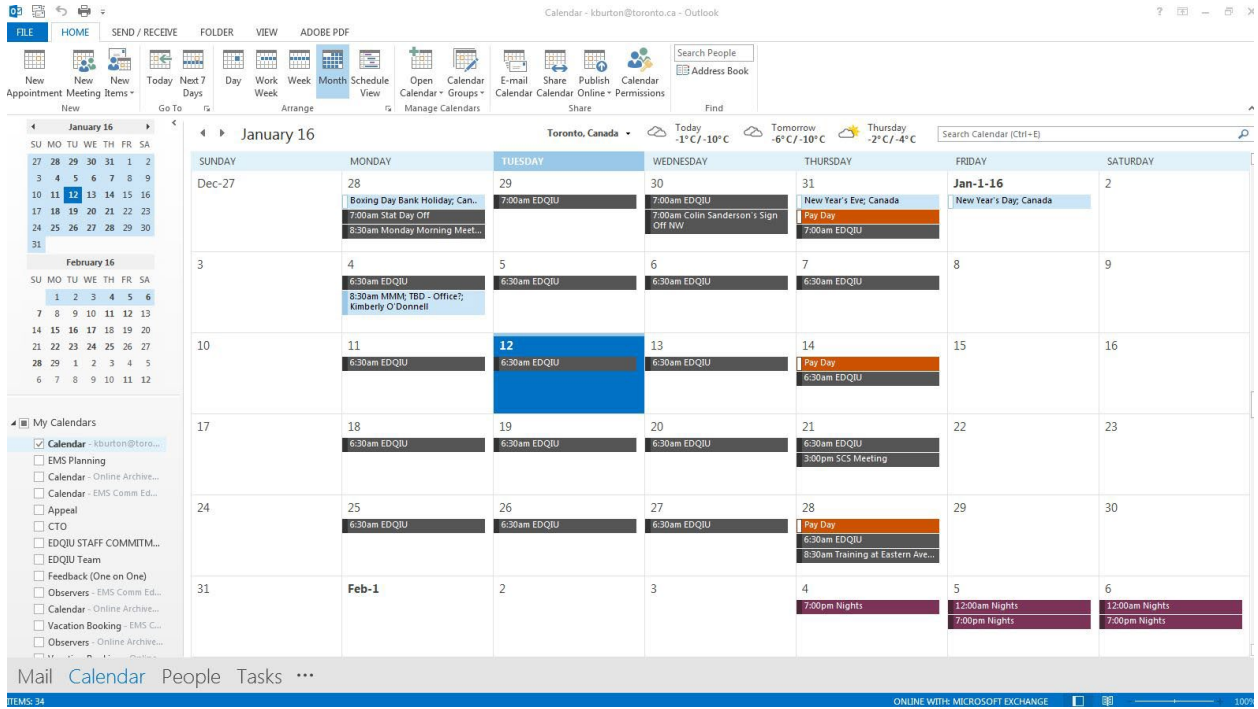 Calendar - kburton@toronto.ca - Outlook
FILE HOME SEND / RECEIVE FOLDER VIEW ADOBE PDF
New Appointment
New Meeting
New Items
Today
Next 7 Days
Day
Work Week
Week
Month
Schedule View
Open Calendar
Calendar Groups
E-mail Calendar
Share Calendar
Publish Online
Calendar Permissions
Search People
Address Book
New Go To Arrange Manage Calendars Share Find
January 16
SU MO TU WE TH FR SA
27 28 29 30 31 1 2
3 4 5 6 7 8 9
10 11 12 13 14 15 16
17 18 19 20 21 22 23
24 25 26 27 28 29 30
31
February 16
SU MO TU WE TH FR SA
1 2 3 4 5 6
7 8 9 10 11 12 13
14 15 16 17 18 19 20
21 22 23 24 25 26 27
28 29 1 2 3 4 5
6 7 8 9 10 11 12
My Calendars
Calendar - kburton@toro...
EMS Planning
Calendar - Online Archive...
Calendar - EMS Comm Ed...
Appeal
CTO
EDQIU STAFF COMMITM...
EDQIU Team
Feedback (One on One)
Observers - EMS Comm Ed...
Calendar - Online Archive...
Vacation Booking - EMS C...
Observers - Online Archive...
January 16
Toronto, Canada
Today
-1°C/-10°C
Tomorrow
-6°C/-10°C
Thursday
-2°C/-4°C
Search Calendar (Ctrl+E)
SUNDAY MONDAY TUESDAY WEDNESDAY THURSDAY FRIDAY SATURDAY
Dec-27
28
Boxing Day Bank Holiday; Can..
7:00am Stat Day Off
8:30am Monday Morning Meet...
29
7:00am EDQIU
30
7:00am EDQIU
7:00am Colin Sanderson's Sign
Off NW
31
New Year's Eve; Canada
Pay Day
7:00am EDQIU
Jan-1-16
New Year's Day; Canada
2
3
4
6:30am EDQIU
8:30am MMM; TBD - Office?;
Kimberly O'Donnell
5
6:30am EDQIU
6
6:30am EDQIU
7
6:30am EDQIU
8
9
10
11
6:30am EDQIU
12
6:30am EDQIU
13
6:30am EDQIU
14
Pay Day
6:30am EDQIU
15
16
17
18
6:30am EDQIU
19
6:30am EDQIU
20
6:30am EDQIU
21
6:30am EDQIU
3:00pm SCS Meeting
22
23
24
25
6:30am EDQIU
26
6:30am EDQIU
27
6:30am EDQIU
28
Pay Day
6:30am EDQIU
8:30am Training at Eastern Ave...
29
30
31
Feb-1
2
3
4
7:00pm Nights
5
12:00am Nights
7:00pm Nights
6
12:00am Nights
7:00pm Nights
Mail Calendar People Tasks ...
ITEMS: 34
ONLINE WITH: MICROSOFT EXCHANGE
100%